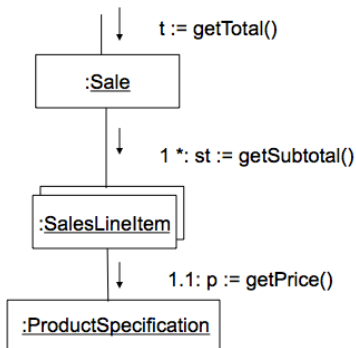 t := getTotal()
:Sale
1 *: st := getSubtotal()
:SalesLineItem
1.1: p := getPrice()
:ProductSpecification